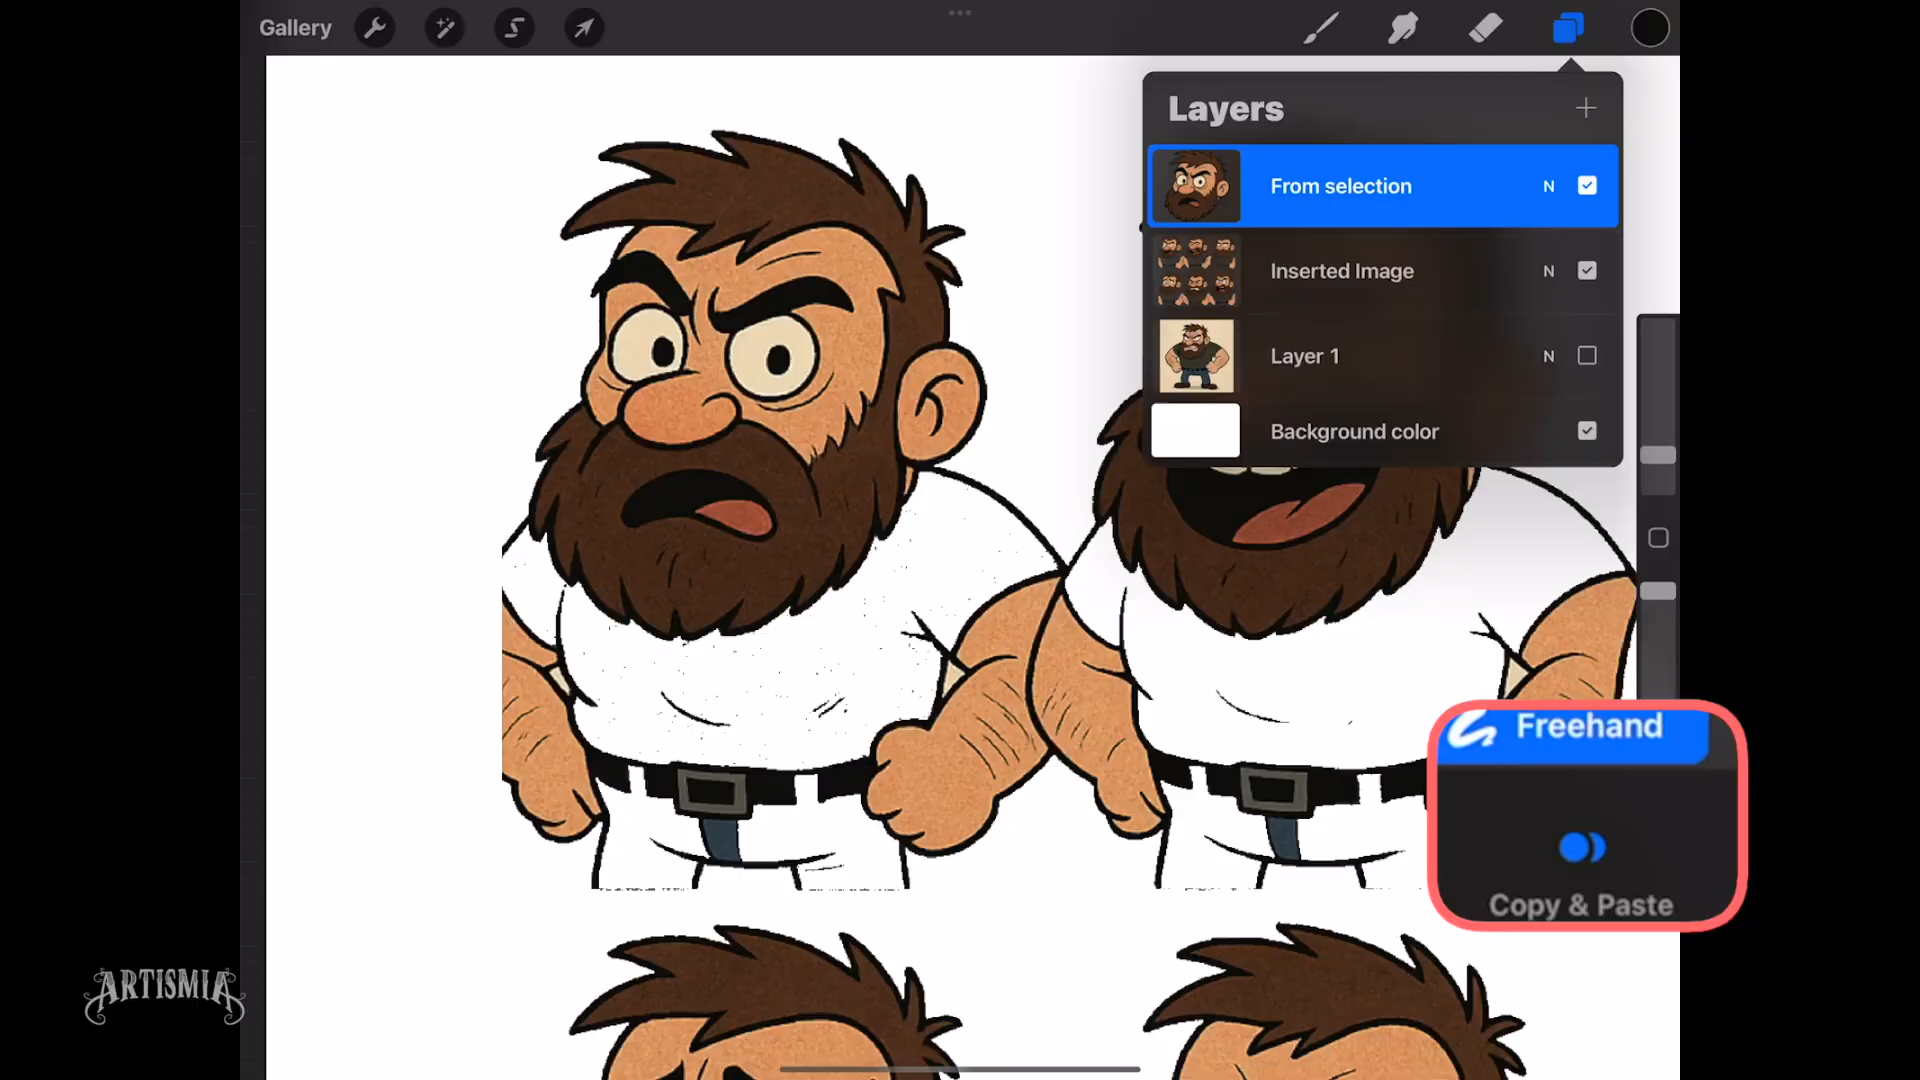 Gallery
Layers
From selection N
Inserted Image N
Layer 1 N
Background color
Freehand
Copy & Paste
ARTISMIA